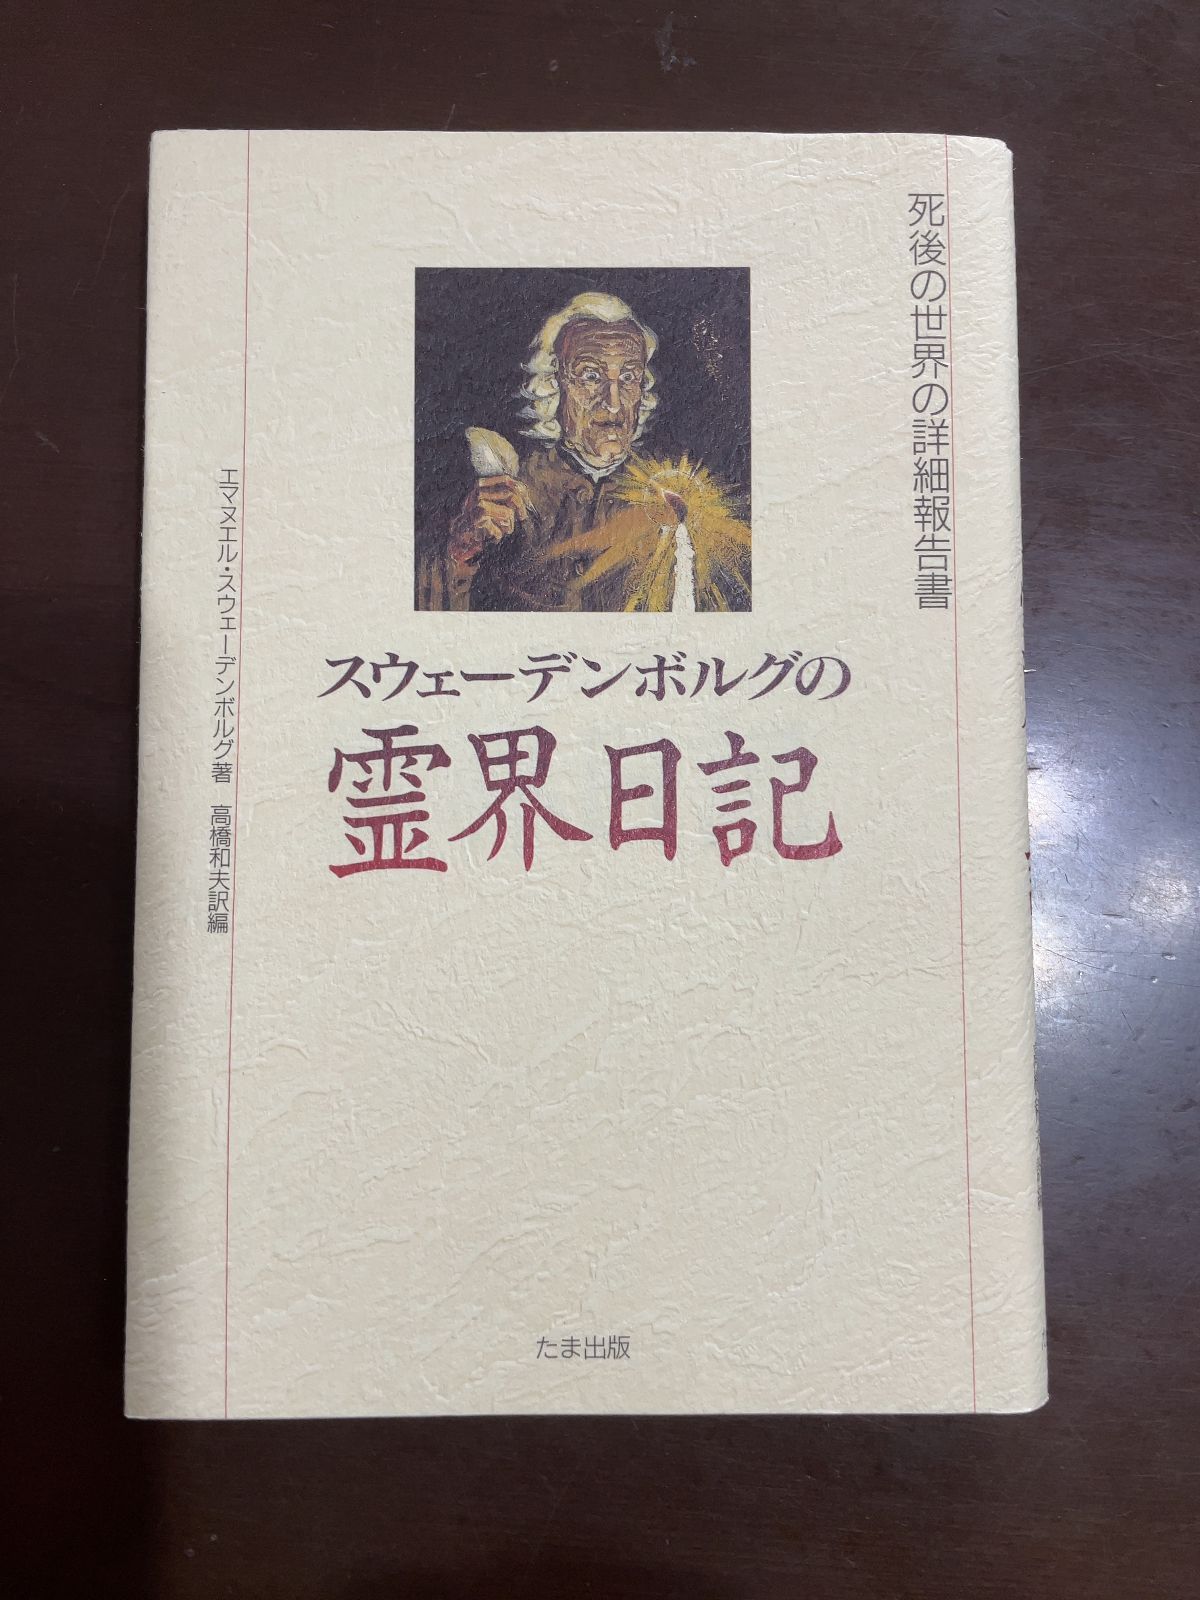 死後の世界の詳細報告書
スウェーデンボルグの
霊界日記
エマヌエル・スウェーデンボルグ著 高橋和夫訳編
たま出版